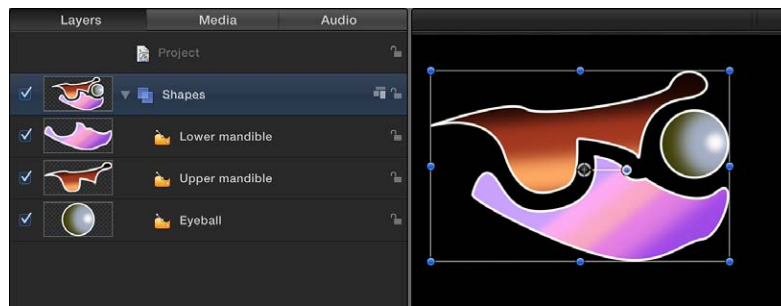 Layers Media Audio
Project
Shapes
Lower mandible
Upper mandible
Eyeball